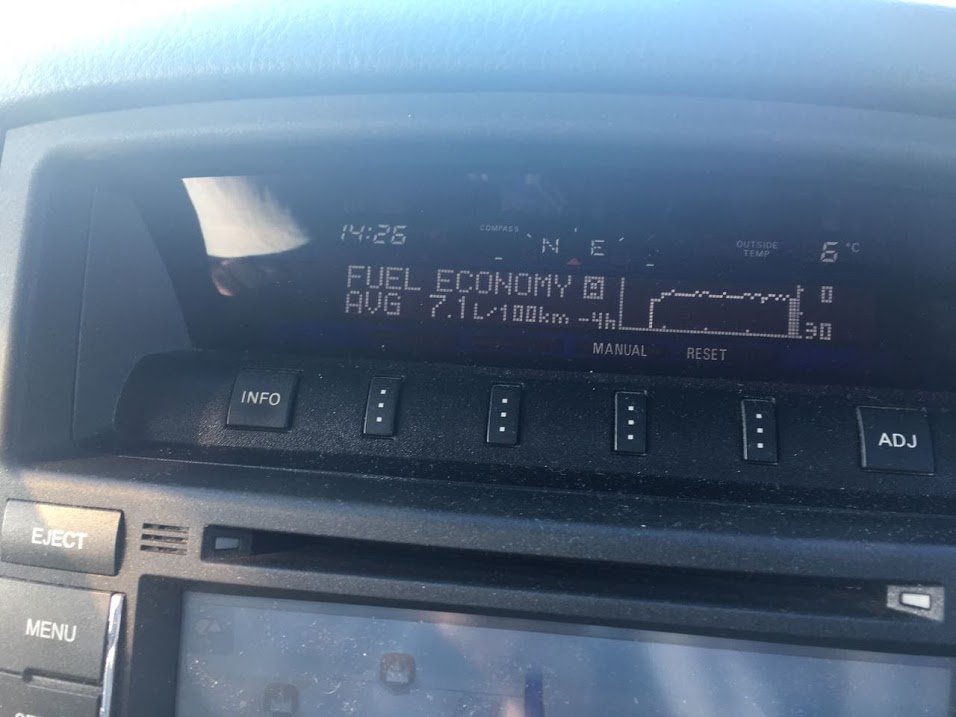 14:26
COMPASS
N E
OUTSIDE TEMP
6 °C
FUEL ECONOMY M
AVG 7.1L/100km
-4h
0
30
MANUAL RESET
INFO
ADJ
EJECT
MENU